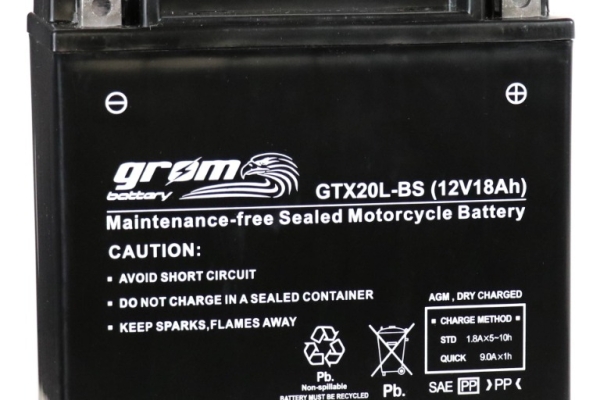 ⊖ ⊕
grøm
battery
GTX20L-BS (12V18Ah)
Maintenance-free Sealed Motorcycle Battery
CAUTION:
▪ AVOID SHORT CIRCUIT
▪ DO NOT CHARGE IN A SEALED CONTAINER
▪ KEEP SPARKS,FLAMES AWAY
Pb.
Non-spillable
BATTERY MUST BE RECYCLED
Pb.
AGM , DRY CHARGED
▪ CHARGE METHOD ▪
STD 1.8A×5~10h
QUICK 9.0A×1h
SAE PP 》PP《